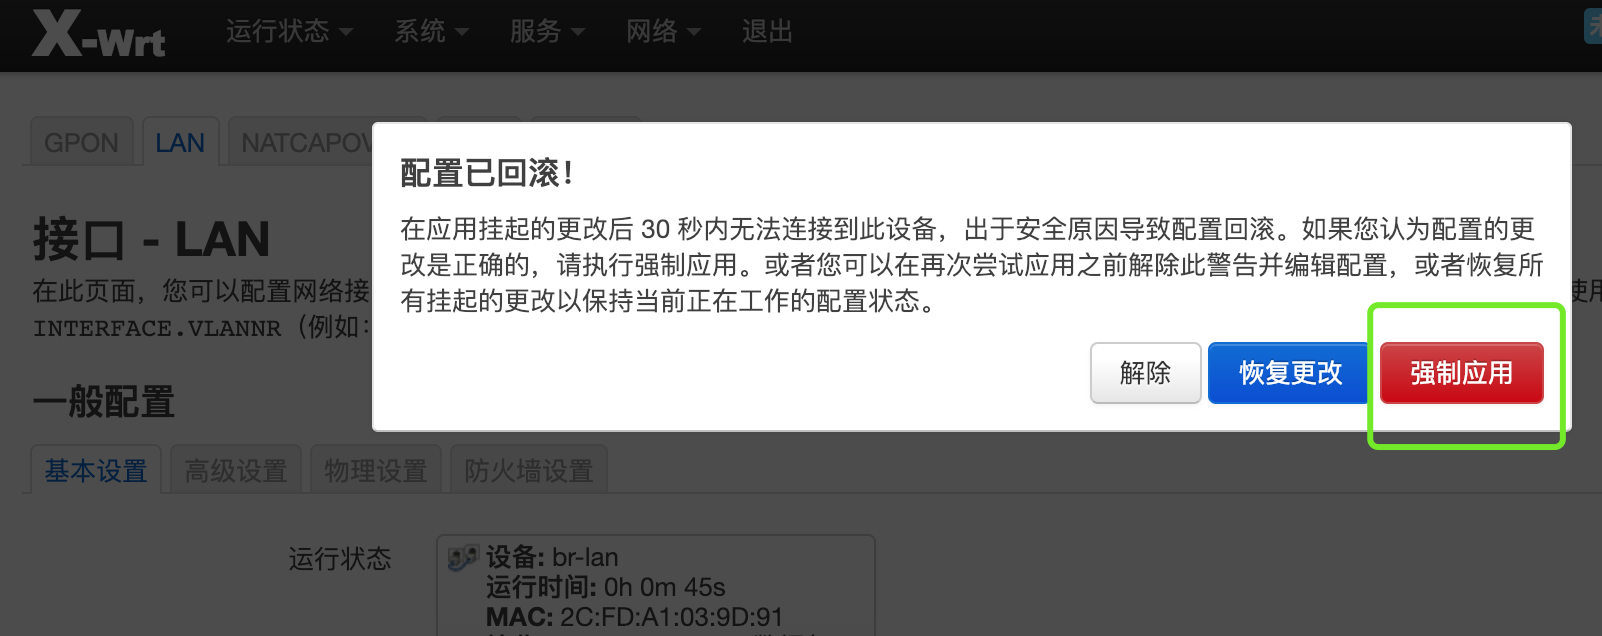 X-Wrt 运行状态 系统 服务 网络 退出
GPON LAN NATCAPOV
配置已回滚！
在应用挂起的更改后 30 秒内无法连接到此设备，出于安全原因导致配置回滚。如果您认为配置的更
改是正确的，请执行强制应用。或者您可以在再次尝试应用之前解除此警告并编辑配置，或者恢复所
有挂起的更改以保持当前正在工作的配置状态。
解除 恢复更改 强制应用
接口 - LAN
在此页面，您可以配置网络接
INTERFACE.VLANNR（例如：
一般配置
基本设置 高级设置 物理设置 防火墙设置
运行状态
设备: br-lan
运行时间: 0h 0m 45s
MAC: 2C:FD:A1:03:9D:91